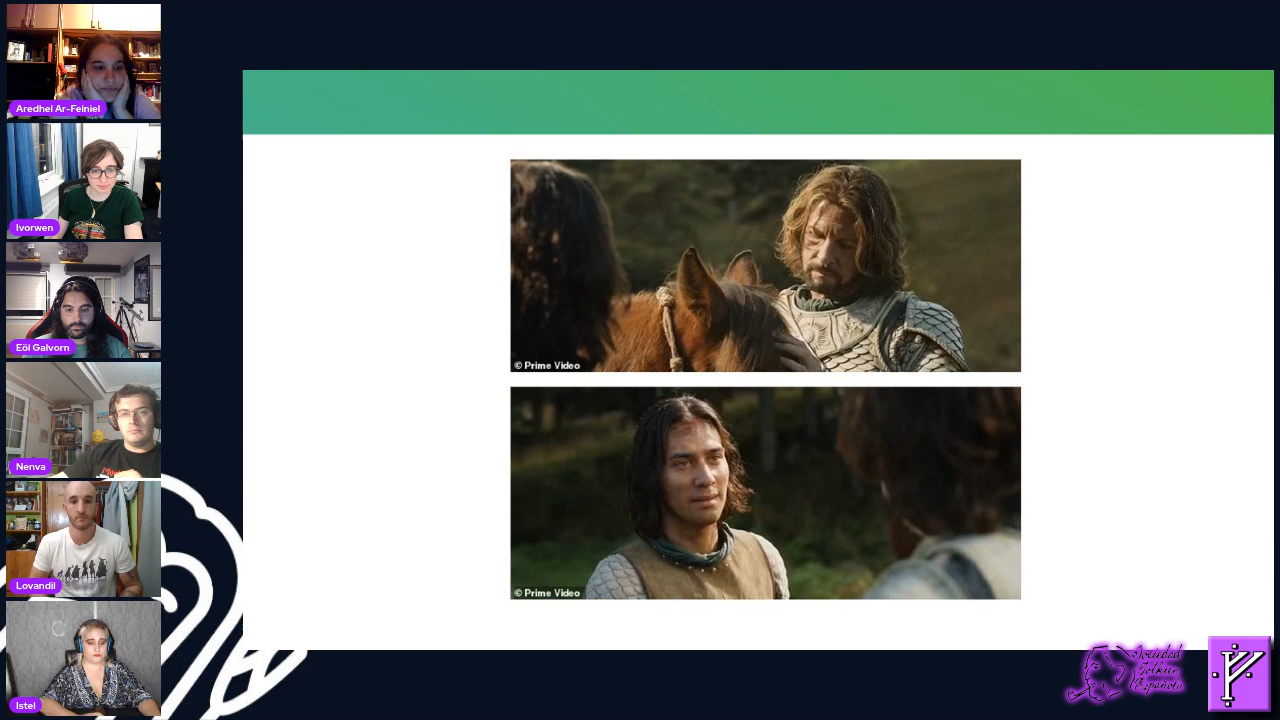 Aredhel Ar-Feiniel
Ivorwen
Eöl Galvorn
Nenva
Lovandil
Istel
© Prime Video
© Prime Video
Sociedad
Tolkien
Española